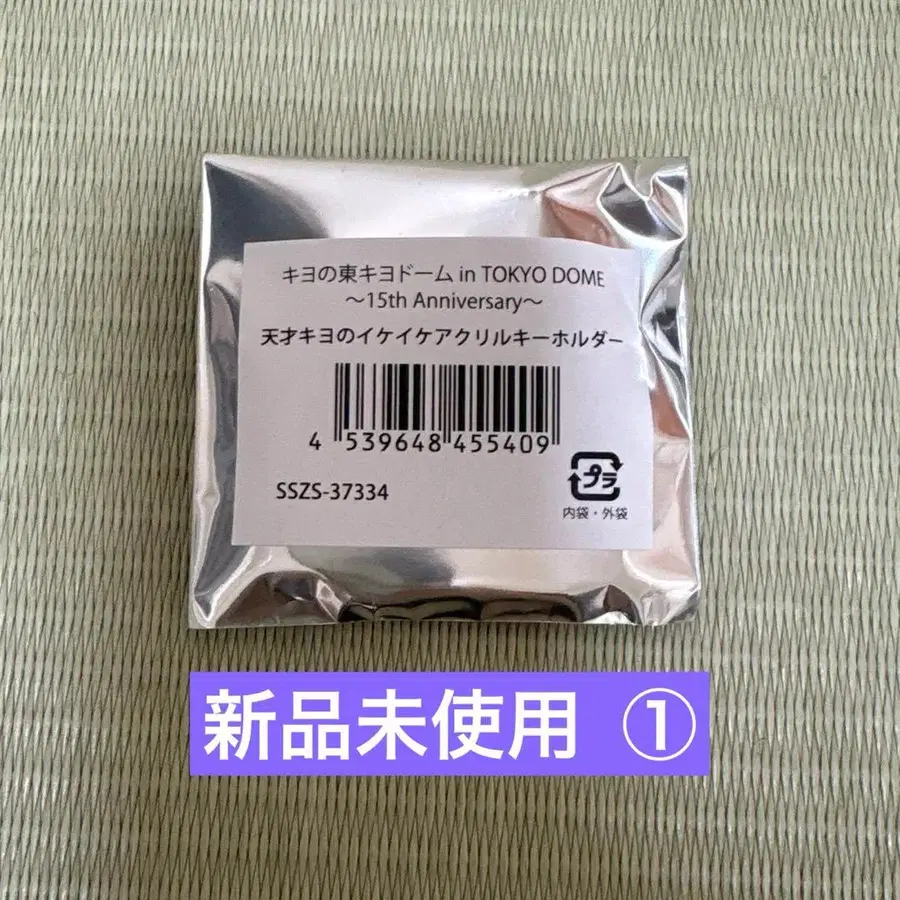 キヨの東キヨドーム in TOKYO DOME
～15th Anniversary～
天才キヨのイケイケアクリルキーホルダー
4 539648 455409
SSZS-37334
プラ
内袋・外袋
新品未使用 ①